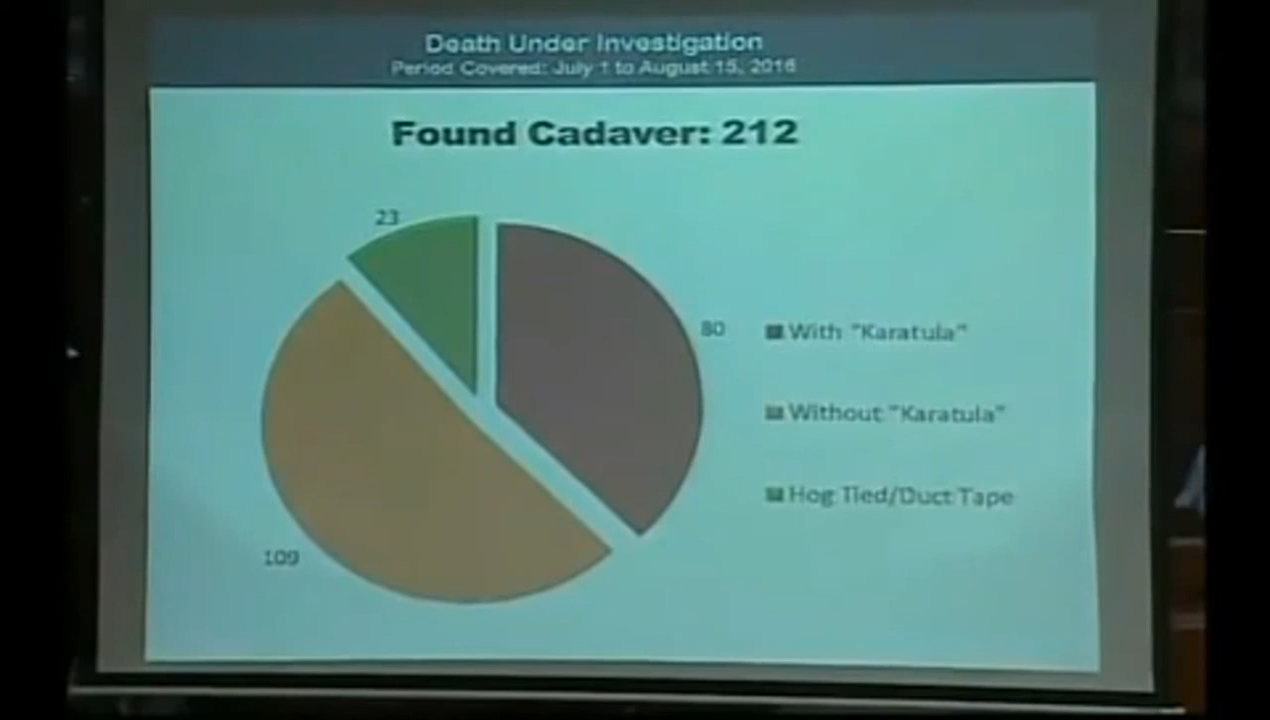 Death Under Investigation
Period Covered: July 1 to August 15, 2016
Found Cadaver: 212
23
80
With "Karatula"
Without "Karatula"
Hog Tied/Duct Tape
109